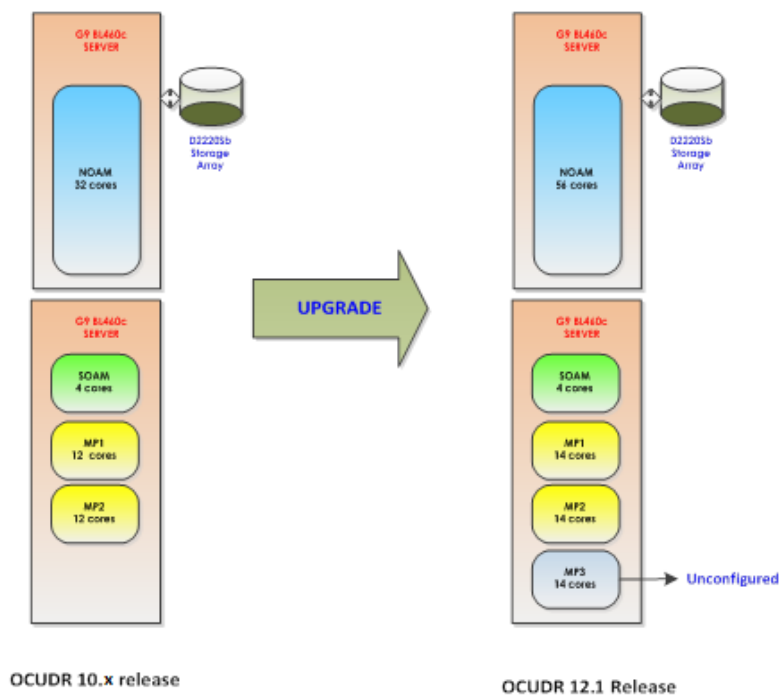 G9 BL460c
SERVER
NOAM
32 cores
D2220Sb
Storage
Array
G9 BL460c
SERVER
SOAM
4 cores
MP1
12 cores
MP2
12 cores
OCUDR 10.x release
UPGRADE
G9 BL460c
SERVER
NOAM
56 cores
D2220Sb
Storage
Array
G9 BL460c
SERVER
SOAM
4 cores
MP1
14 cores
MP2
14 cores
MP3
14 cores
Unconfigured
OCUDR 12.1 Release